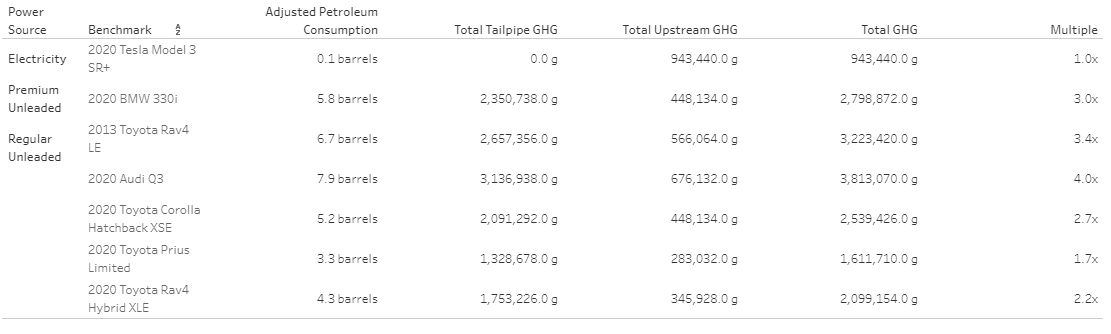 Power Source Benchmark A Z Adjusted Petroleum Consumption Total Tailpipe GHG Total Upstream GHG Total GHG Multiple
Electricity 2020 Tesla Model 3 SR+ 0.1 barrels 0.0 g 943,440.0 g 943,440.0 g 1.0x
Premium Unleaded 2020 BMW 330i 5.8 barrels 2,350,738.0 g 448,134.0 g 2,798,872.0 g 3.0x
Regular Unleaded 2013 Toyota Rav4 LE 6.7 barrels 2,657,356.0 g 566,064.0 g 3,223,420.0 g 3.4x
2020 Audi Q3 7.9 barrels 3,136,938.0 g 676,132.0 g 3,813,070.0 g 4.0x
2020 Toyota Corolla Hatchback XSE 5.2 barrels 2,091,292.0 g 448,134.0 g 2,539,426.0 g 2.7x
2020 Toyota Prius Limited 3.3 barrels 1,328,678.0 g 283,032.0 g 1,611,710.0 g 1.7x
2020 Toyota Rav4 Hybrid XLE 4.3 barrels 1,753,226.0 g 345,928.0 g 2,099,154.0 g 2.2x